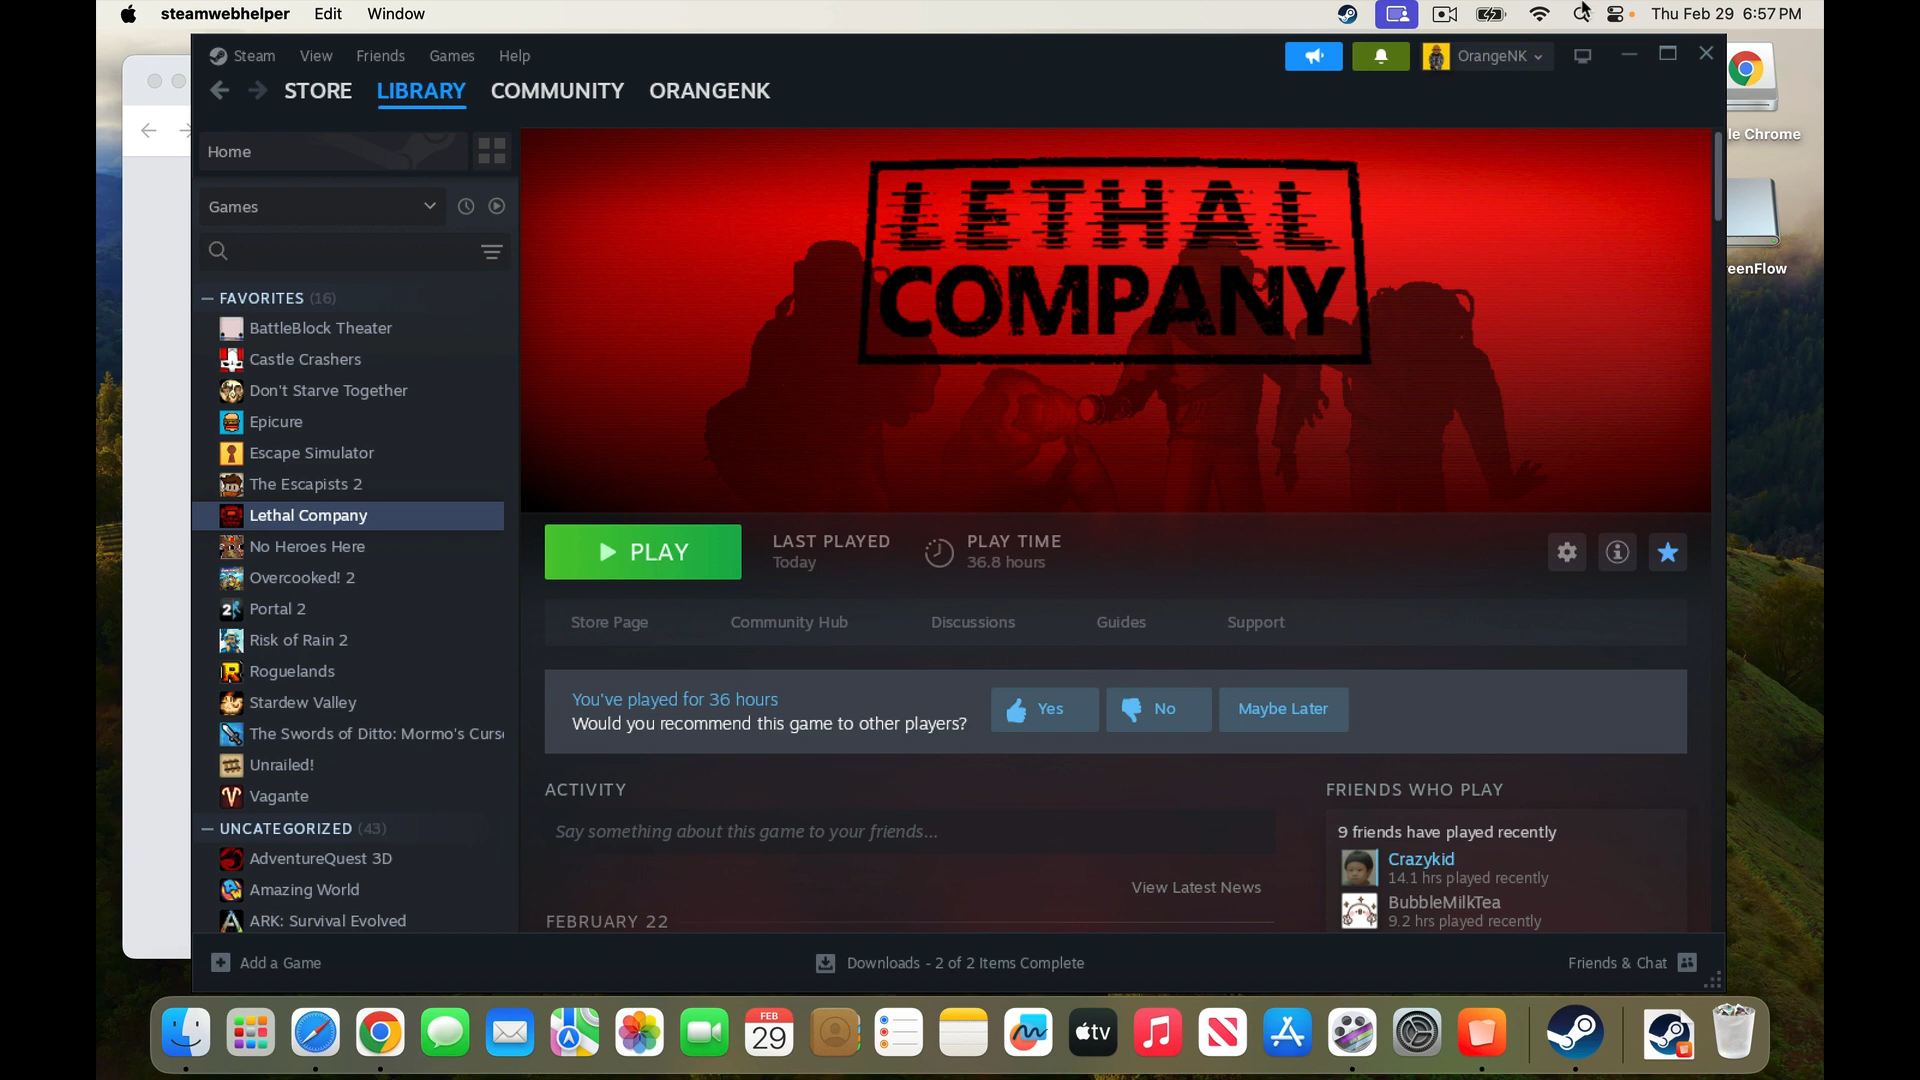 steamwebhelper Edit Window Thu Feb 29 6:57 PM
Steam View Friends Games Help OrangeNK
STORE LIBRARY COMMUNITY ORANGENK
le Chrome
Home
Games
eenFlow
LETHAL
COMPANY
FAVORITES (16)
BattleBlock Theater
Castle Crashers
Don't Starve Together
Epicure
Escape Simulator
The Escapists 2
Lethal Company
No Heroes Here
Overcooked! 2
Portal 2
Risk of Rain 2
Roguelands
Stardew Valley
The Swords of Ditto: Mormo's Curs
Unrailed!
Vagante
UNCATEGORIZED (43)
AdventureQuest 3D
Amazing World
ARK: Survival Evolved
PLAY
LAST PLAYED
Today
PLAY TIME
36.8 hours
Store Page Community Hub Discussions Guides Support
You've played for 36 hours
Would you recommend this game to other players?
Yes No Maybe Later
ACTIVITY
Say something about this game to your friends...
View Latest News
FEBRUARY 22
FRIENDS WHO PLAY
9 friends have played recently
Crazykid
14.1 hrs played recently
BubbleMilkTea
9.2 hrs played recently
Add a Game
Downloads - 2 of 2 Items Complete
Friends & Chat
FEB
29
tv